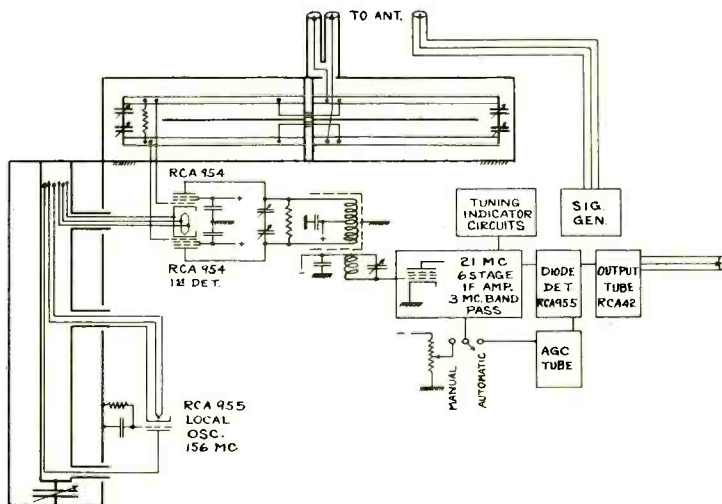 TO ANT.
RCA 954
RCA 954
1st DET.
TUNING
INDICATOR
CIRCUITS
SIG.
GEN.
21 MC
6 STAGE
IF AMP.
3 MC. BAND
PASS
DIODE
DET.
RCA955
OUTPUT
TUBE
RCA42
MANUAL
AUTOMATIC
AGC
TUBE
RCA 955
LOCAL
OSC.
156 MC